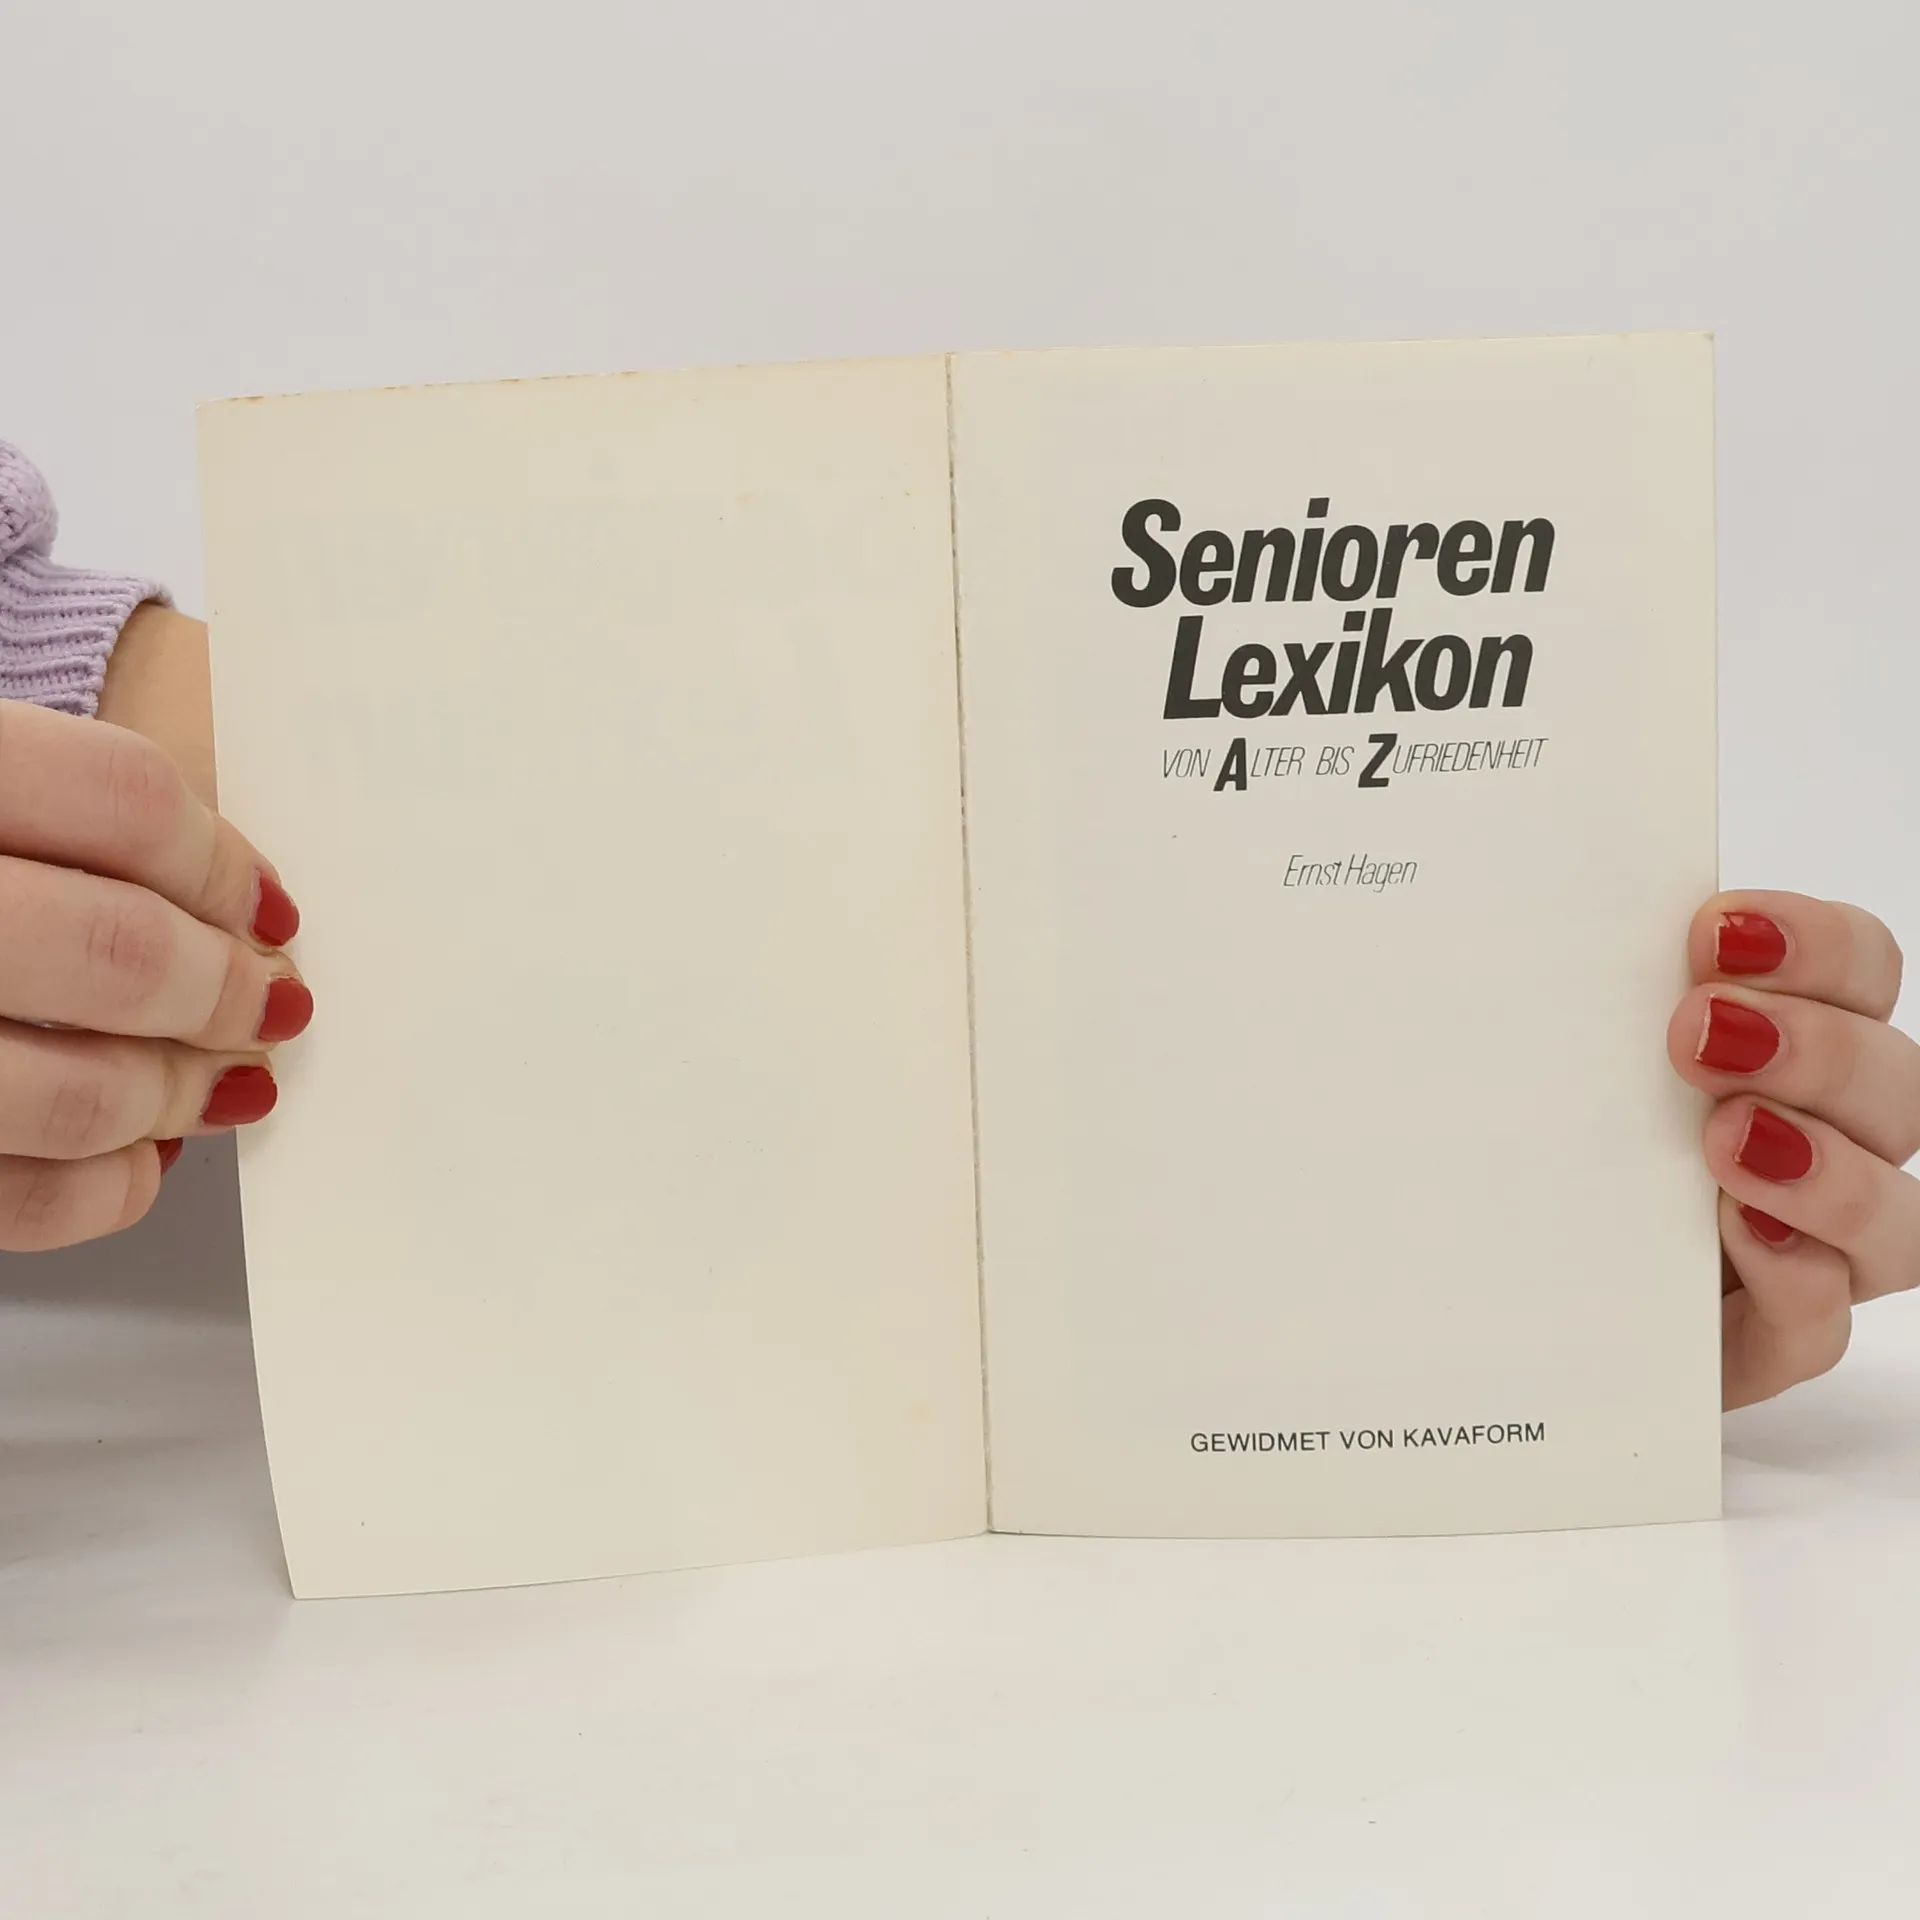 Senioren
Lexikon
VON ALTER BIS ZUFRIEDENHEIT
Ernst Hagen
GEWIDMET VON KAVAFORM